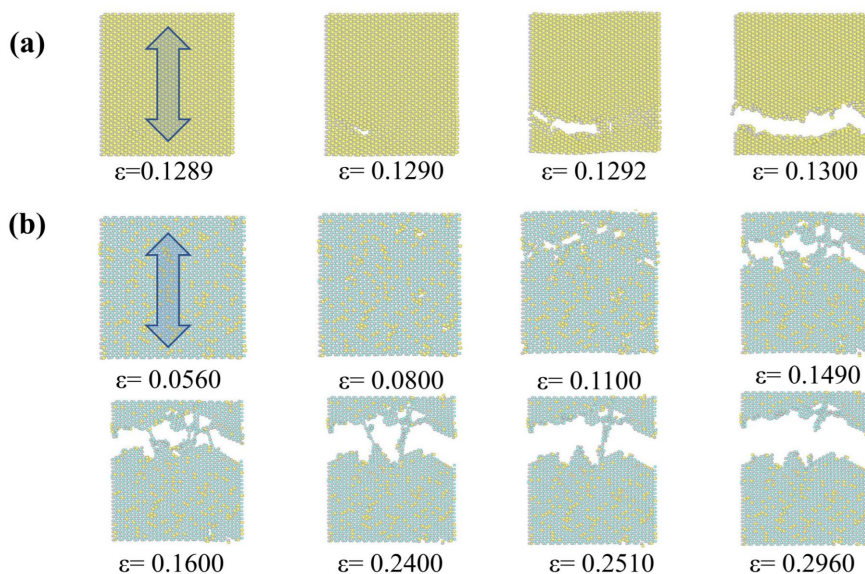 (a)
ε=0.1289 ε= 0.1290 ε= 0.1292 ε= 0.1300
(b)
ε= 0.0560 ε= 0.0800 ε= 0.1100 ε= 0.1490
ε= 0.1600 ε= 0.2400 ε= 0.2510 ε= 0.2960